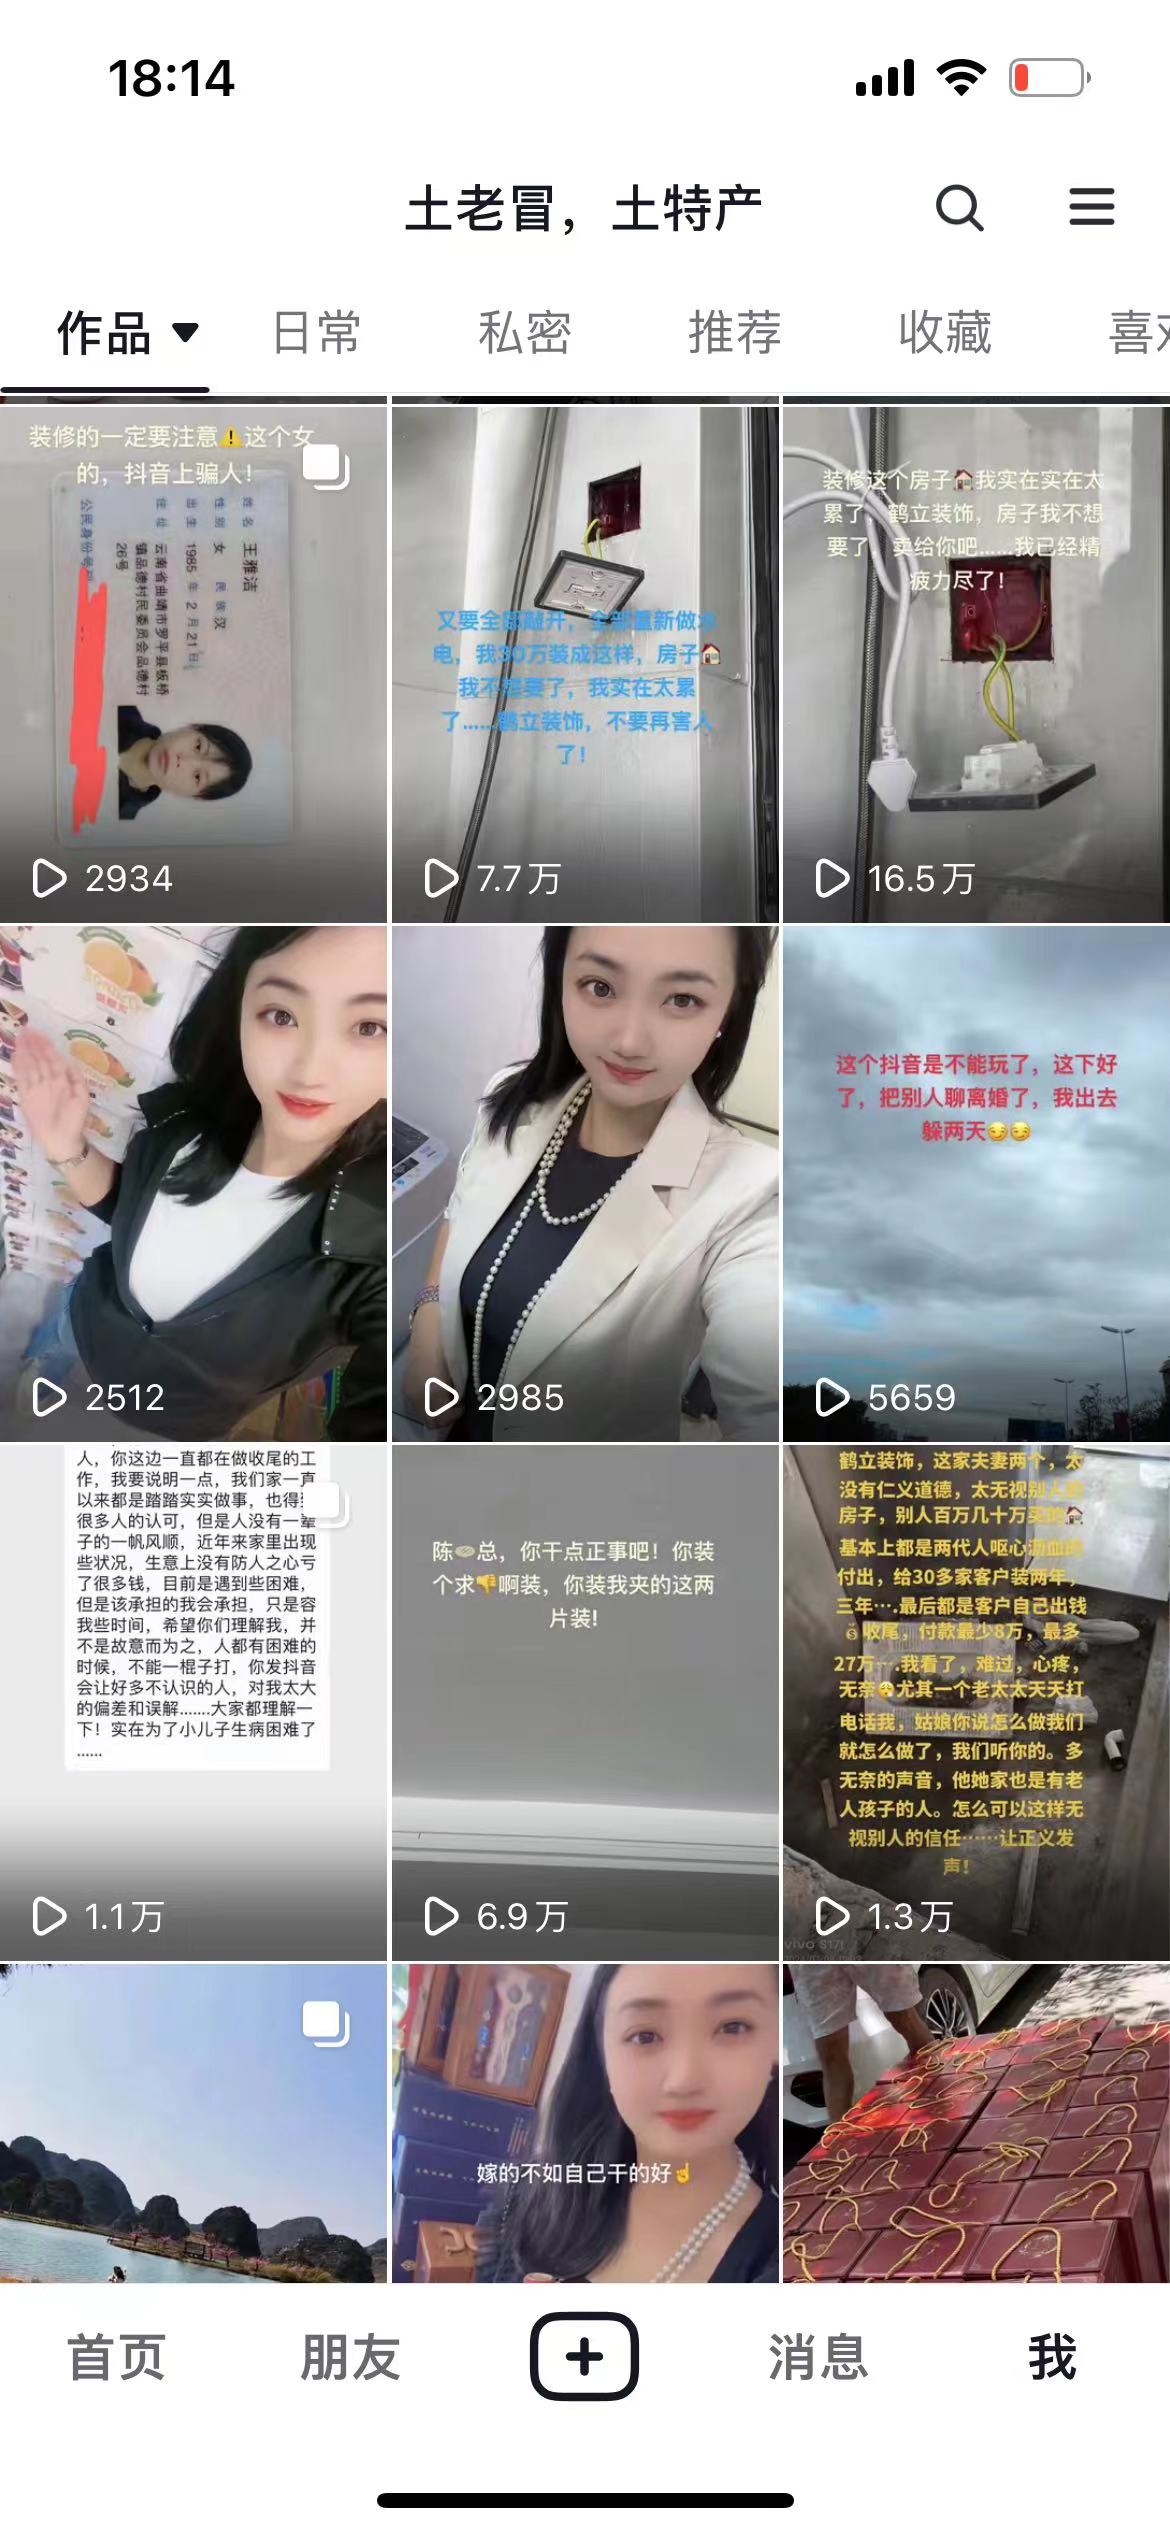 18:14
土老冒，土特产
作品
日常
私密
推荐
收藏
喜
装修的一定要注意⚠️这个女
的，抖音上骗人！
姓名 王雅洁
性别 女 民族 汉
出生 1985 年 2 月 21 日
住址 云南省曲靖市罗平县板桥
镇品德村民委员会品德村
26号
公民身份号码
2934
又要全部敲开，全部重新做水
电，我30万装成这样，房子🏠
我不想要了，我实在太累
了……鹤立装饰，不要再害人
了！
7.7万
装修这个房子🏠我实在实在太
累了，鹤立装饰，房子我不想
要了，卖给你吧……我已经精
疲力尽了！
16.5万
2512
2985
这个抖音是不能玩了，这下好
了，把别人聊离婚了，我出去
躲两天😏😏
5659
人，你这边一直都在做收尾的工
作，我要说明一点，我们家一直
以来都是踏踏实实做事，也得到
很多人的认可，但是人没有一辈
子的一帆风顺，近年来家里出现
些状况，生意上没有防人之心亏
了很多钱，目前是遇到些困难，
但是该承担的我会承担，只是容
我些时间，希望你们理解我，并
不是故意而为之，人都有困难的
时候，不能一棍子打，你发抖音
会让好多不认识的人，对我太大
的偏差和误解.......大家都理解一
下！实在为了小儿子生病困难了
......
1.1万
陈总，你干点正事吧！你装
个求👎啊装，你装我夹的这两
片装！
6.9万
鹤立装饰，这家夫妻两个，太
没有仁义道德，太无视别人的
房子，别人百万几十万买的🏠
基本上都是两代人呕心沥血的
付出，给30多家客户装两年，
三年….最后都是客户自己出钱
💰收尾，付款最少8万，最多
27万….我看了，难过，心疼，
无奈😮‍💨尤其一个老太太天天打
电话我，姑娘你说怎么做我们
就怎么做了，我们听你的。多
无奈的声音，他她家也是有老
人孩子的人。怎么可以这样无
视别人的信任……让正义发
声！
vivo S17t
1.3万
嫁的不如自己干的好☝️
首页
朋友
消息
我